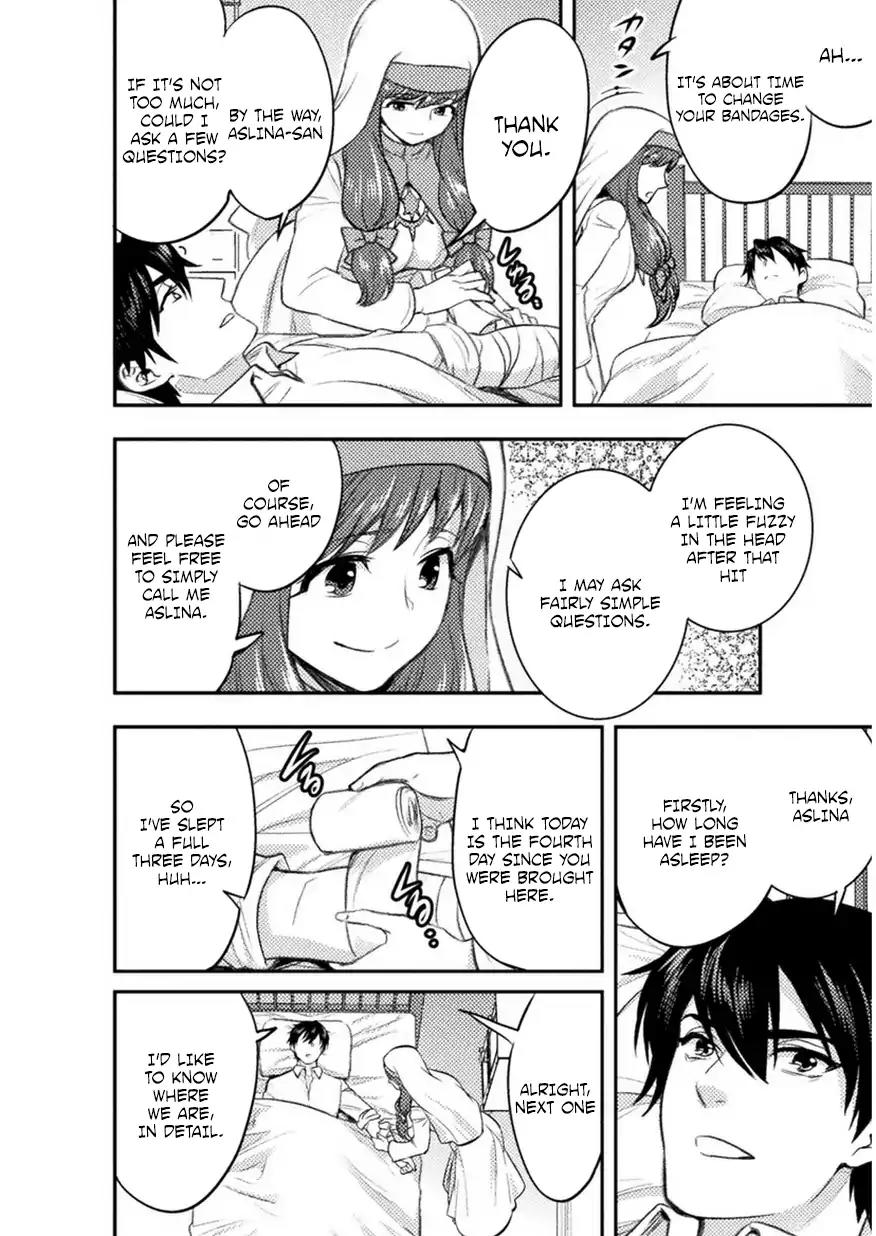 AH...
IT'S ABOUT TIME
TO CHANGE
YOUR BANDAGES.
カタン
THANK
YOU.
BY THE WAY,
ASLINA-SAN
IF IT'S NOT
TOO MUCH,
COULD I
ASK A FEW
QUESTIONS?
I'M FEELING
A LITTLE FUZZY
IN THE HEAD
AFTER THAT
HIT
I MAY ASK
FAIRLY SIMPLE
QUESTIONS.
OF
COURSE,
GO AHEAD
AND PLEASE
FEEL FREE
TO SIMPLY
CALL ME
ASLINA.
THANKS,
ASLINA
FIRSTLY,
HOW LONG
HAVE I BEEN
ASLEEP?
I THINK TODAY
IS THE FOURTH
DAY SINCE YOU
WERE BROUGHT
HERE.
SO
I'VE SLEPT
A FULL
THREE DAYS,
HUH...
ALRIGHT,
NEXT ONE
I'D LIKE
TO KNOW
WHERE
WE ARE,
IN DETAIL.